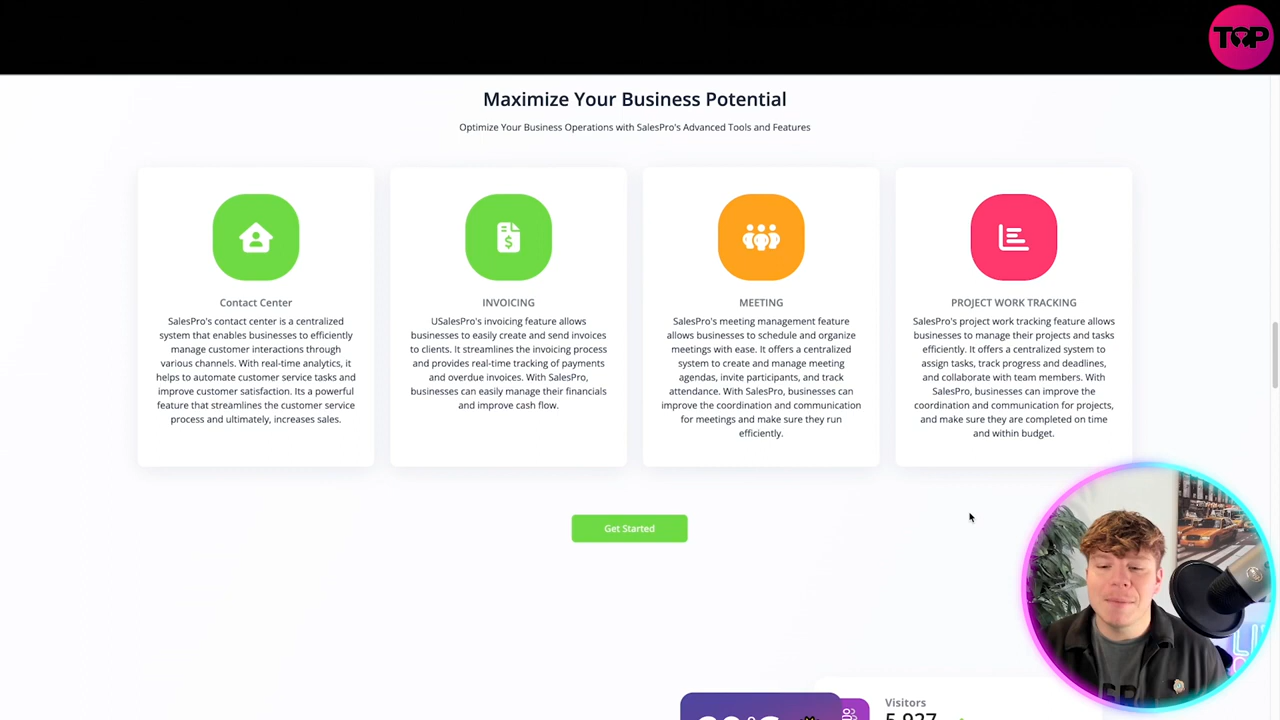 TOP
Maximize Your Business Potential
Optimize Your Business Operations with SalesPro's Advanced Tools and Features
Contact Center
SalesPro's contact center is a centralized
system that enables businesses to efficiently
manage customer interactions through
various channels. With real-time analytics, it
helps to automate customer service tasks and
improve customer satisfaction. Its a powerful
feature that streamlines the customer service
process and ultimately, increases sales.
INVOICING
USalesPro's invoicing feature allows
businesses to easily create and send invoices
to clients. It streamlines the invoicing process
and provides real-time tracking of payments
and overdue invoices. With SalesPro,
businesses can easily manage their financials
and improve cash flow.
MEETING
SalesPro's meeting management feature
allows businesses to schedule and organize
meetings with ease. It offers a centralized
system to create and manage meeting
agendas, invite participants, and track
attendance. With SalesPro, businesses can
improve the coordination and communication
for meetings and make sure they run
efficiently.
PROJECT WORK TRACKING
SalesPro's project work tracking feature allows
businesses to manage their projects and tasks
efficiently. It offers a centralized system to
assign tasks, track progress and deadlines,
and collaborate with team members. With
SalesPro, businesses can improve the
coordination and communication for projects,
and make sure they are completed on time
and within budget.
Get Started
Visitors
5,927